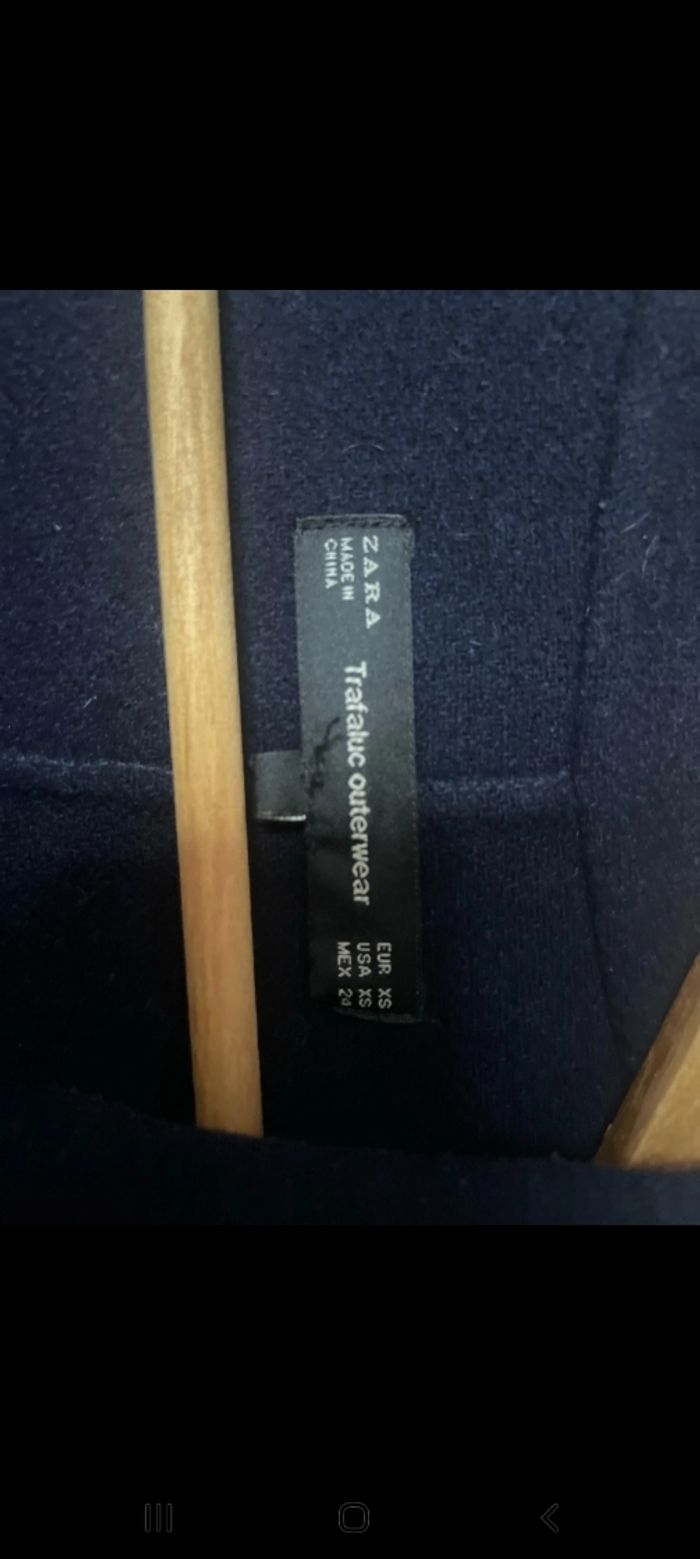 ZARA
MADE IN
CHINA
Trafaluc outerwear
EUR XS
USA XS
MEX 24